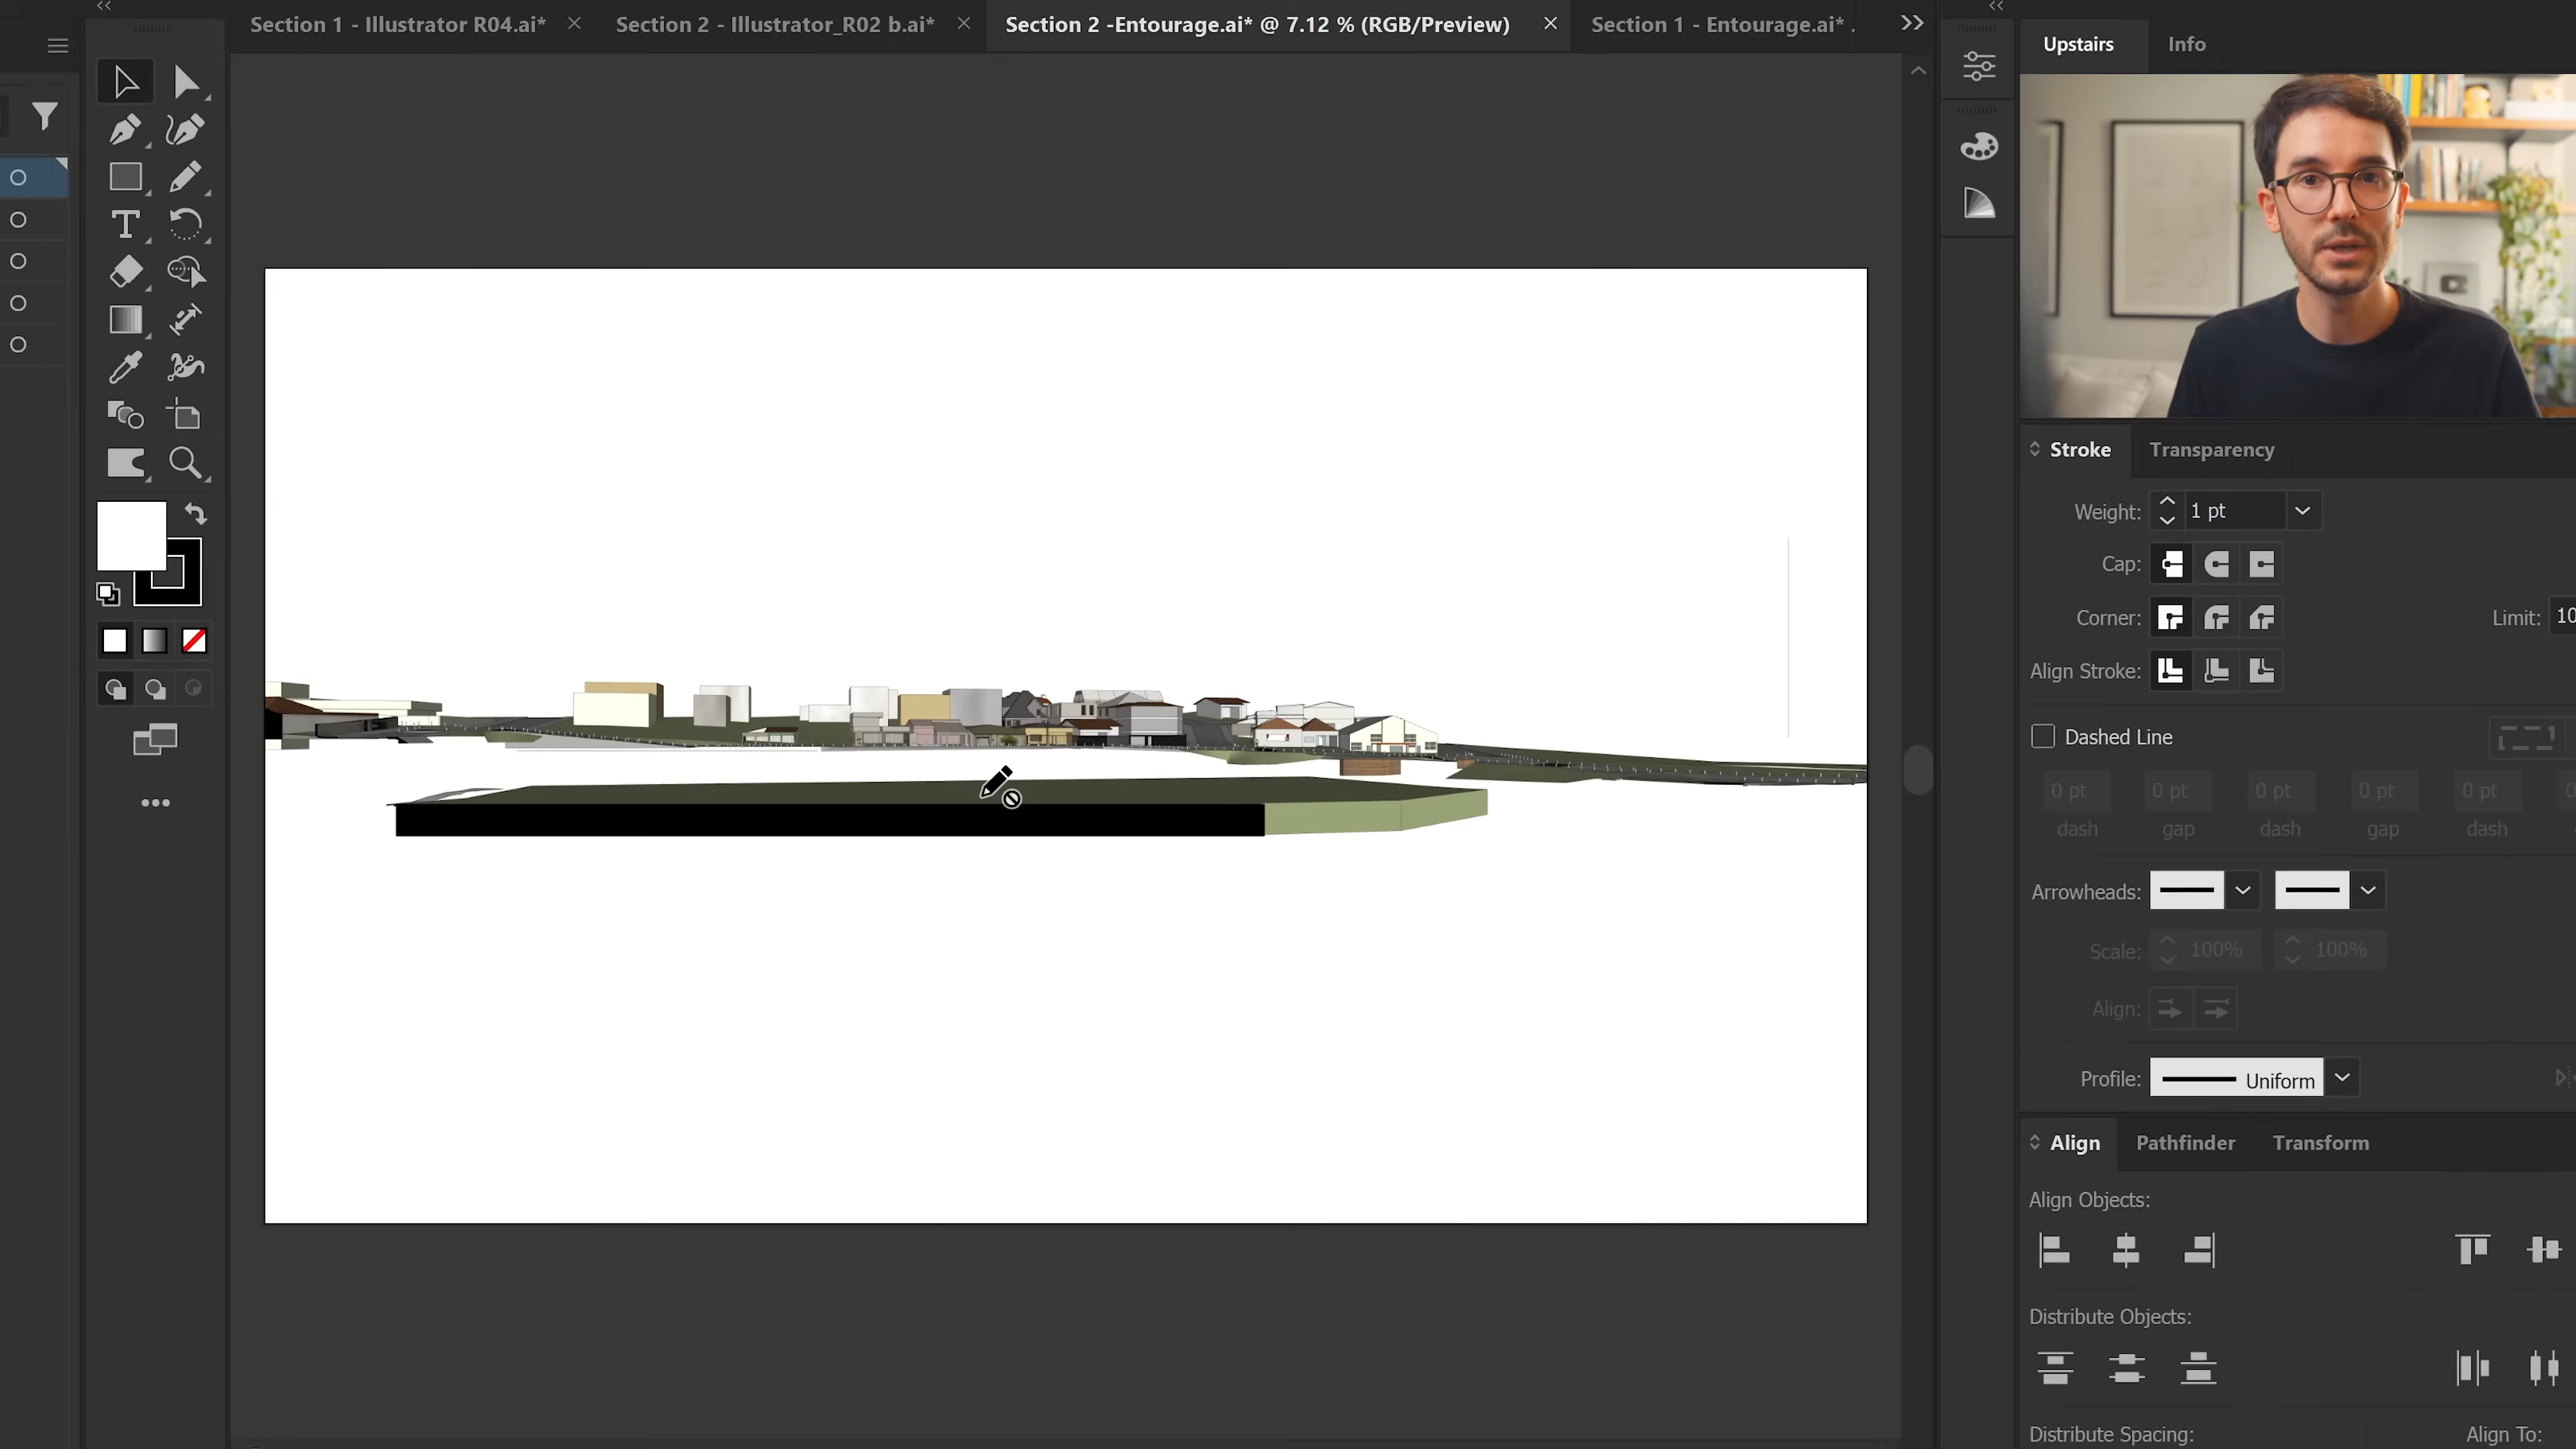 Section 1 - Illustrator R04.ai*
Section 2 - Illustrator_R02 b.ai*
Section 2 -Entourage.ai* @ 7.12 % (RGB/Preview)
Section 1 - Entourage.ai* .
Upstairs
Info
Stroke
Transparency
Weight:
1 pt
Cap:
Corner:
Limit:
10
Align Stroke:
Dashed Line
0 pt
0 pt
0 pt
0 pt
0 pt
0
dash
gap
dash
gap
dash
Arrowheads:
Scale:
100%
100%
Align:
Profile:
Uniform
Align
Pathfinder
Transform
Align Objects:
Distribute Objects:
Distribute Spacing:
Align To: